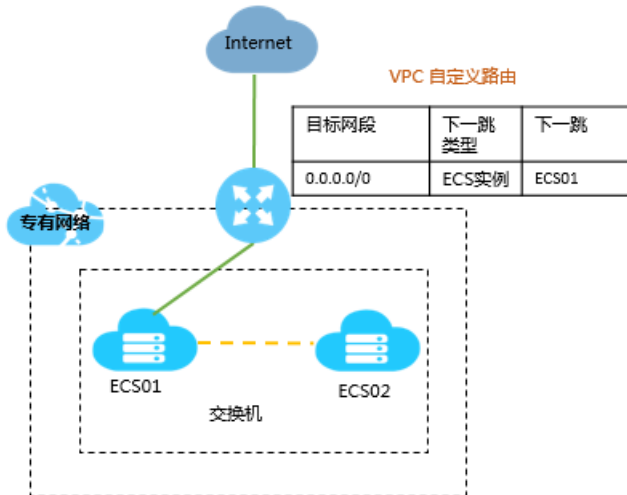 Internet
VPC 自定义路由
目标网段 下一跳类型 下一跳
0.0.0.0/0 ECS实例 ECS01
专有网络
ECS01
ECS02
交换机